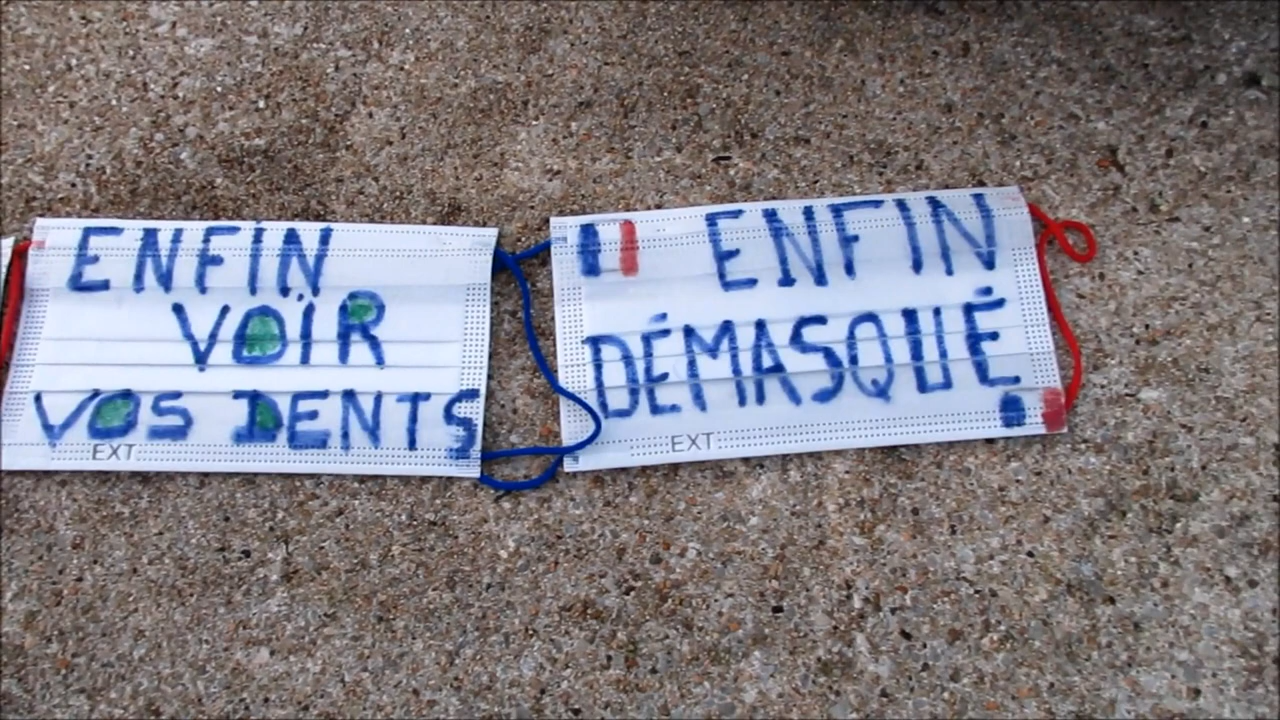 ENFIN
VOIR
VOS DENTS
EXT
ENFIN
DÉMASQUÉ
EXT